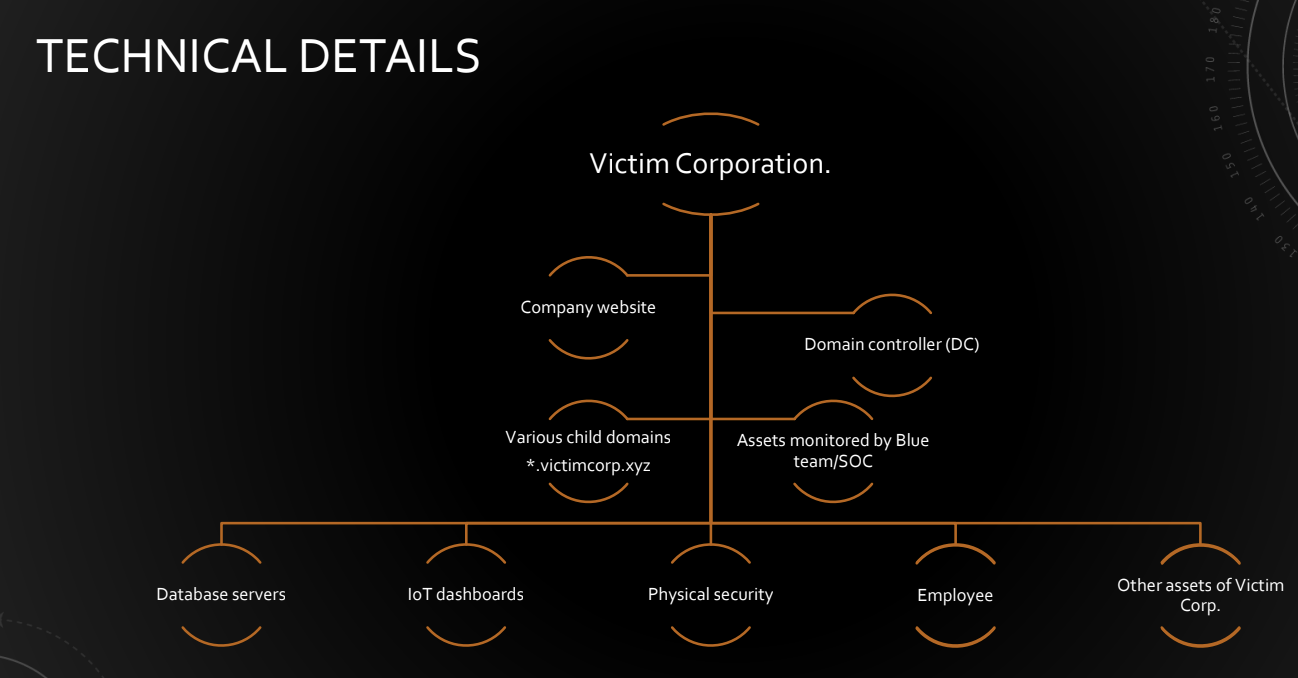 TECHNICAL DETAILS
Victim Corporation.
Company website
Domain controller (DC)
Various child domains
*.victimcorp.xyz
Assets monitored by Blue
team/SOC
Database servers
IoT dashboards
Physical security
Employee
Other assets of Victim
Corp.
180
170
160
150
140
130